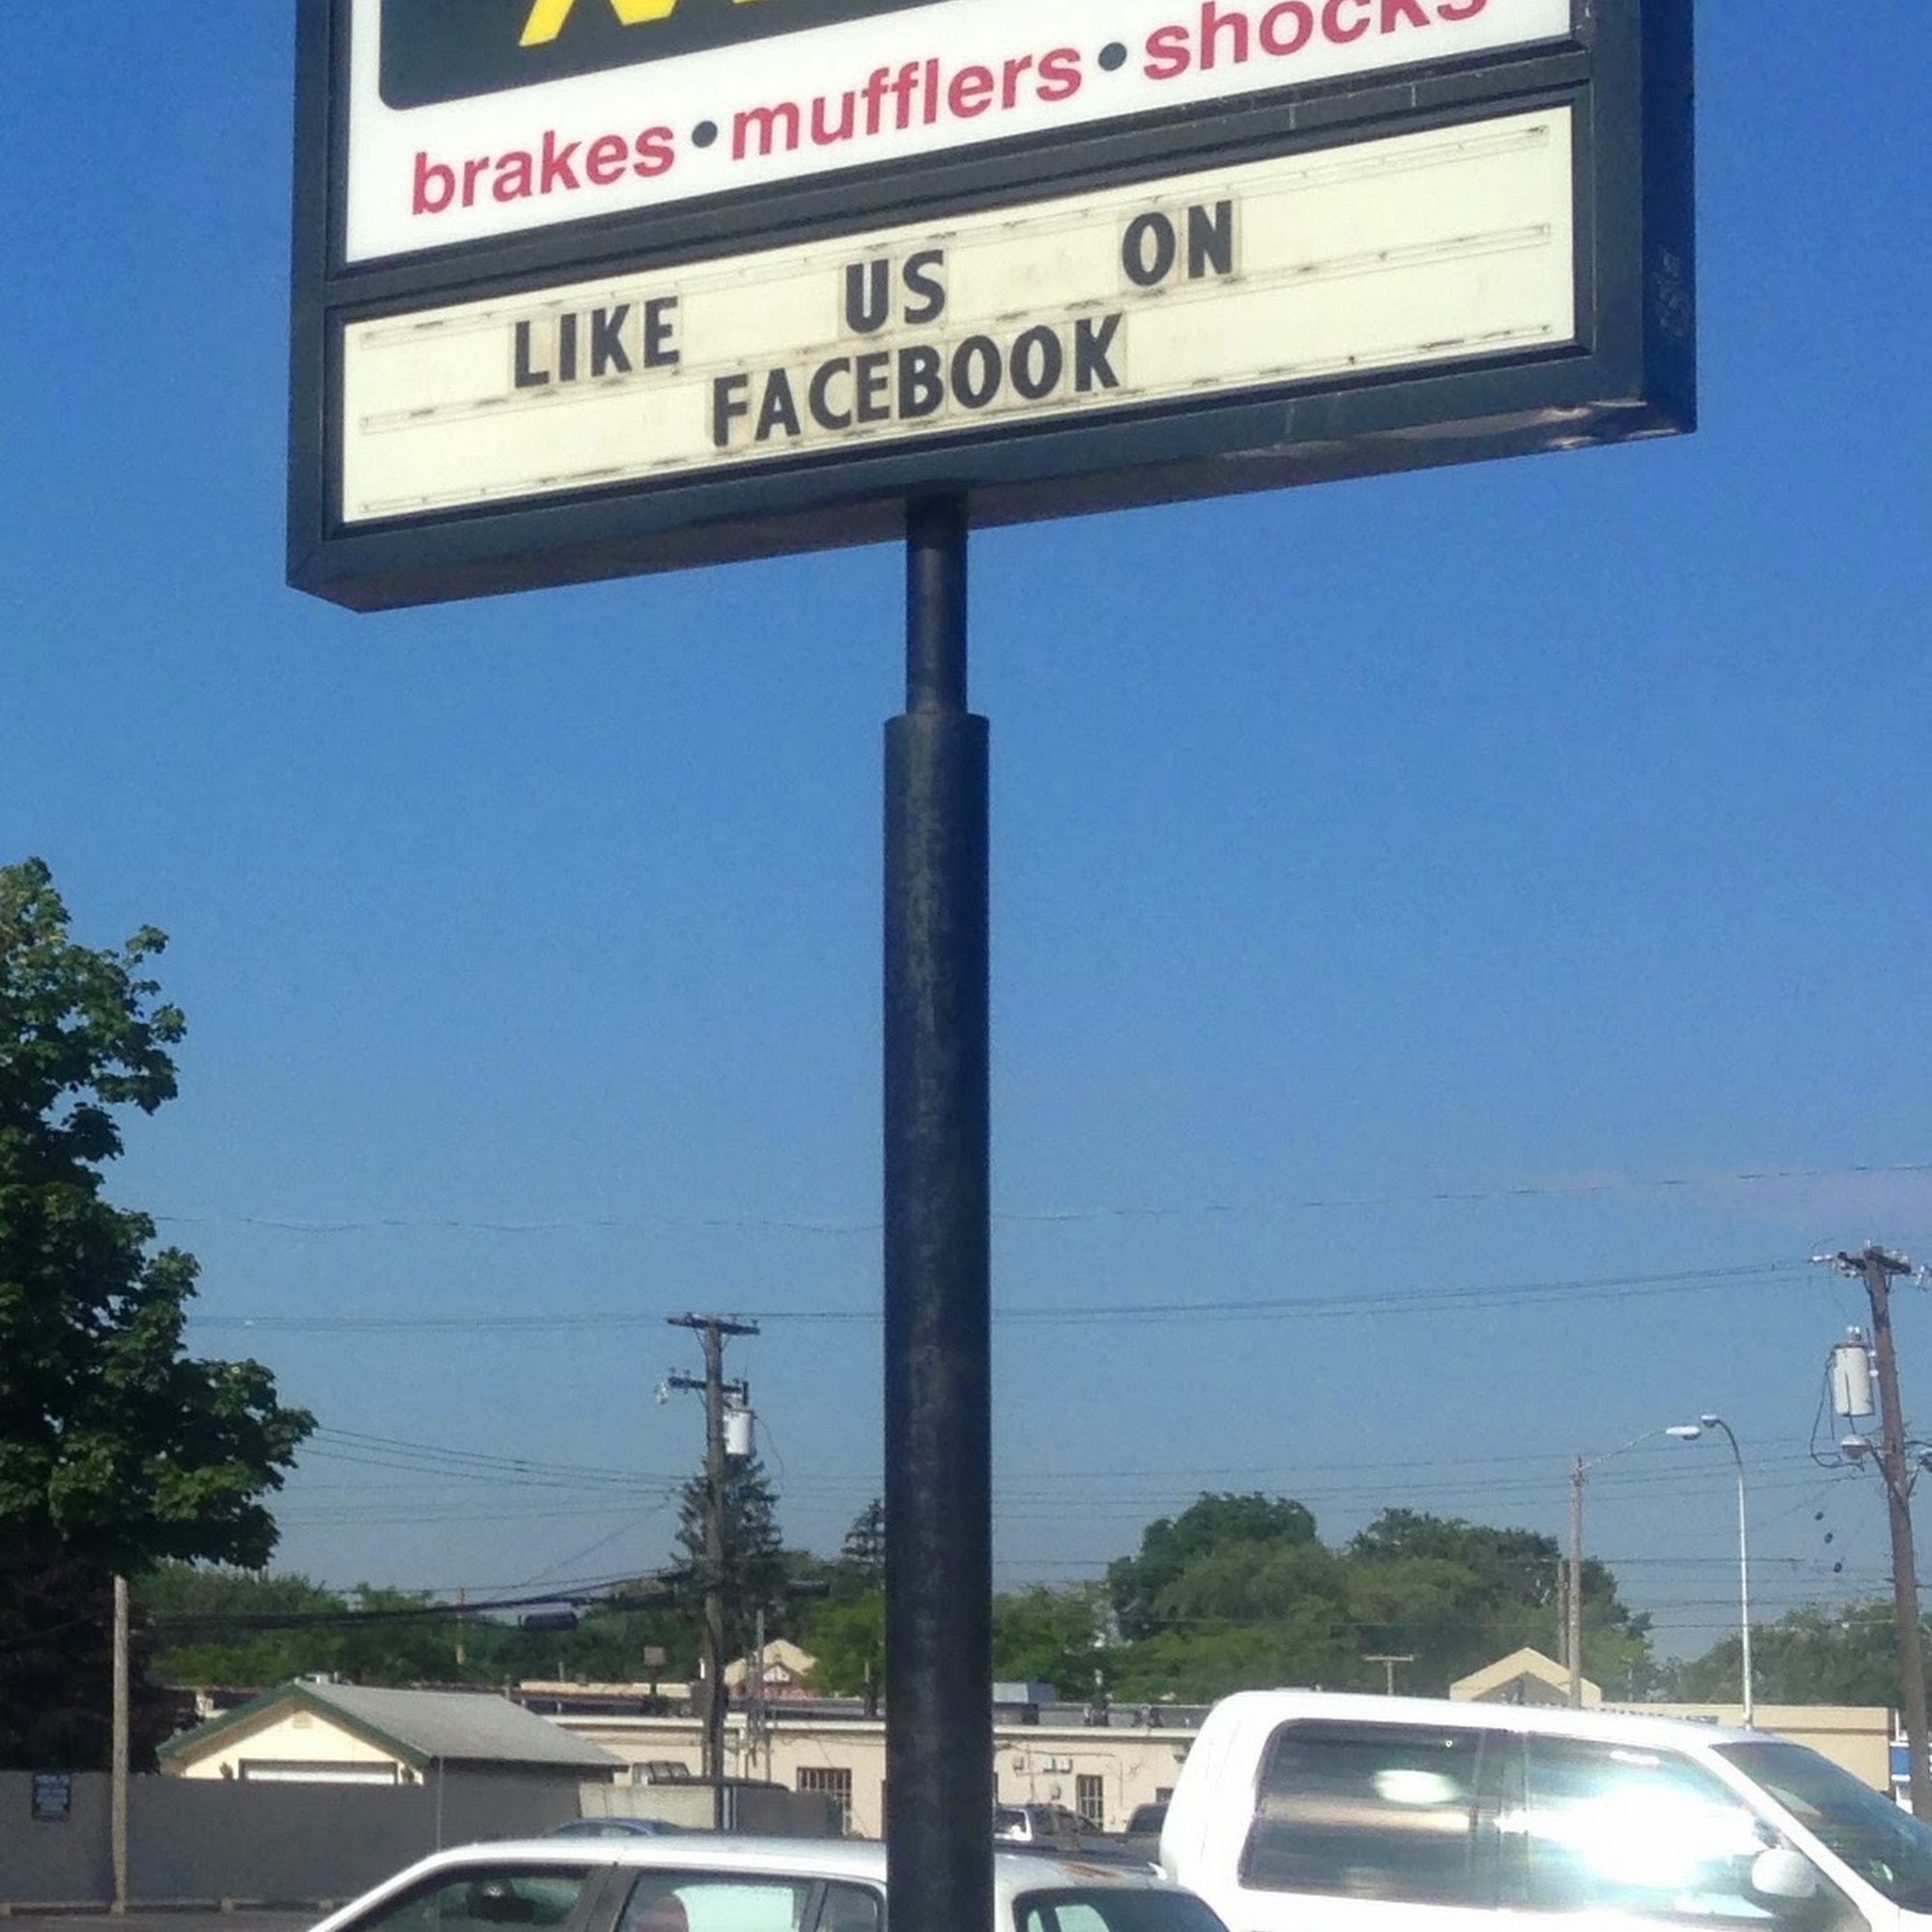 brakes • mufflers • shocks
LIKE US ON
FACEBOOK